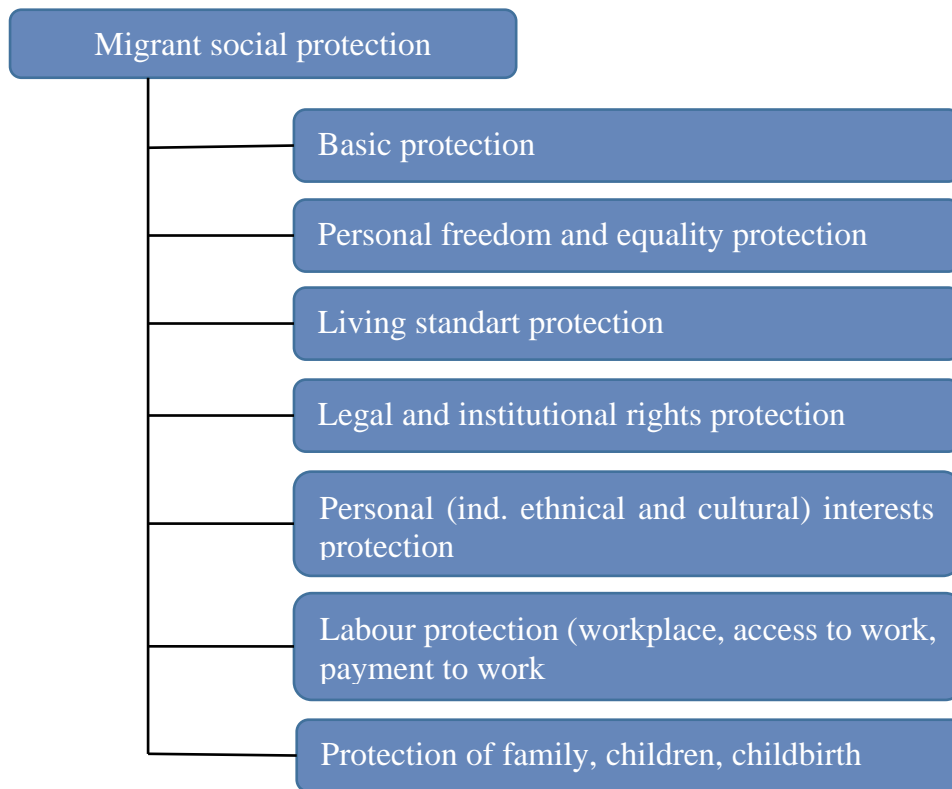 Migrant social protection
Basic protection
Personal freedom and equality protection
Living standart protection
Legal and institutional rights protection
Personal (ind. ethnical and cultural) interests
protection
Labour protection (workplace, access to work,
payment to work
Protection of family, children, childbirth